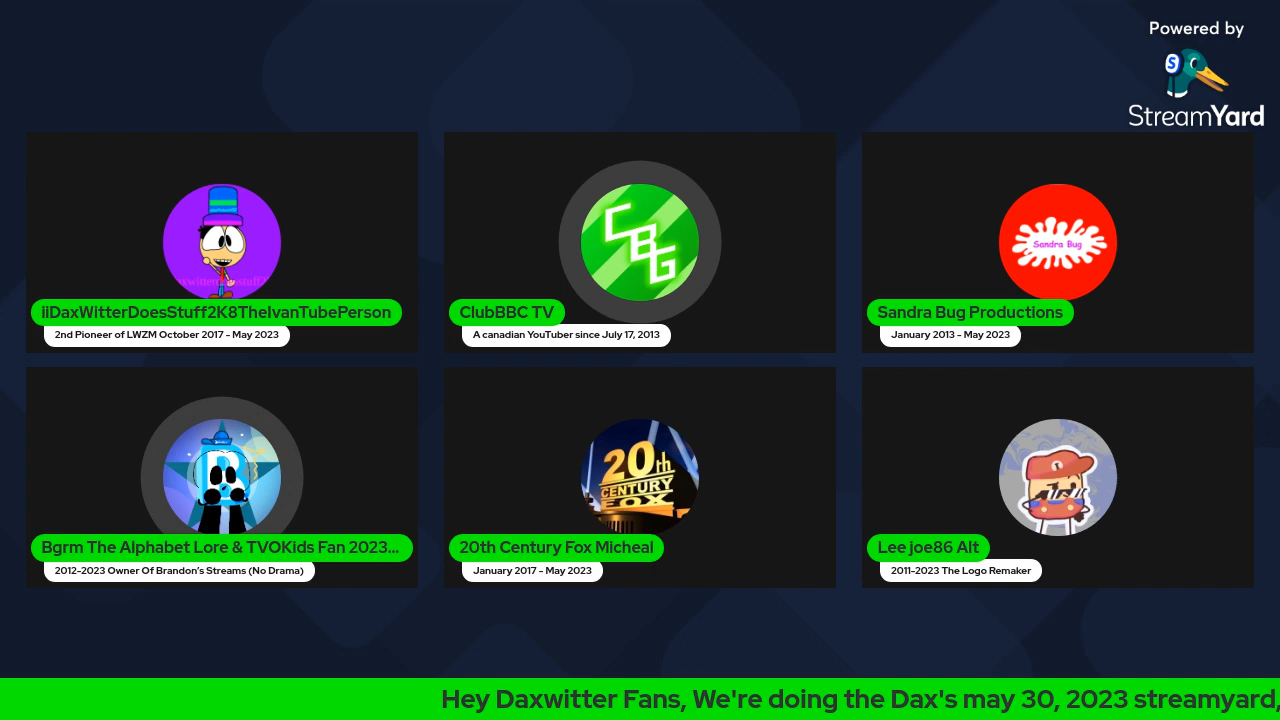 Powered by
StreamYard
iiDaxWitterDoesStuff2K8TheIvanTubePerson
2nd Pioneer of LWZM October 2017 - May 2023
CBG
ClubBBC TV
A canadian YouTuber since July 17, 2013
Sandra Bug
Sandra Bug Productions
January 2013 - May 2023
Bgrm The Alphabet Lore & TVOKids Fan 2023...
2012-2023 Owner Of Brandon's Streams (No Drama)
20th
CENTURY
FOX
20th Century Fox Micheal
January 2017 - May 2023
Lee joe86 Alt
2011-2023 The Logo Remaker
Hey Daxwitter Fans, We're doing the Dax's may 30, 2023 streamyard,